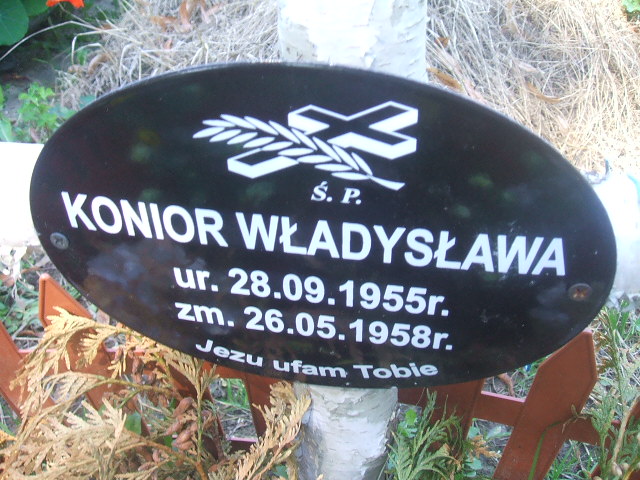 Ś. P.
KONIOR WŁADYSŁAWA
ur. 28.09.1955r.
zm. 26.05.1958r.
Jezu ufam Tobie